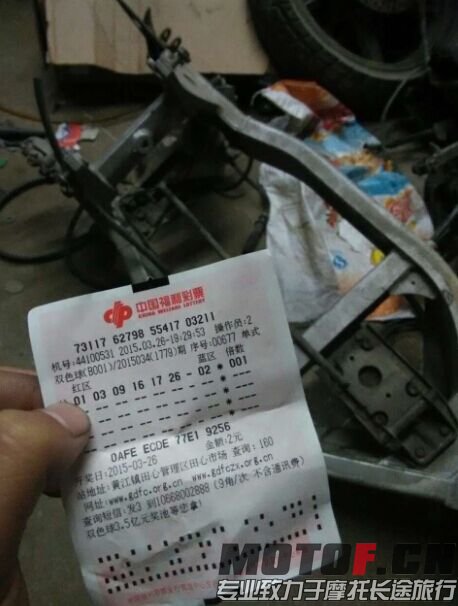 中国福利彩票
CHINA WELFARE LOTTERY
73117 62798 55417 03211
机号:44100531 2015.03.26-19:29:53 操作员:2
双色球(B001)/2015034(1779)期 序号:00677 单式
红区 蓝区 倍数
01 03 09 16 17 26 - 02 * 001
0AFE ECDE 77E1 9256
开奖日:2015-03-26 金额:2元
站地址:黄江镇田心管理区田心市场 查询:160
www.gdfc.org.cn www.gdfczx.org.cn
查询短信:发3 到10668002888 (9角/次 不含通讯费)
双色球3.5亿元奖池等您拿!
MOTOF.CN
专业致力于摩托长途旅行